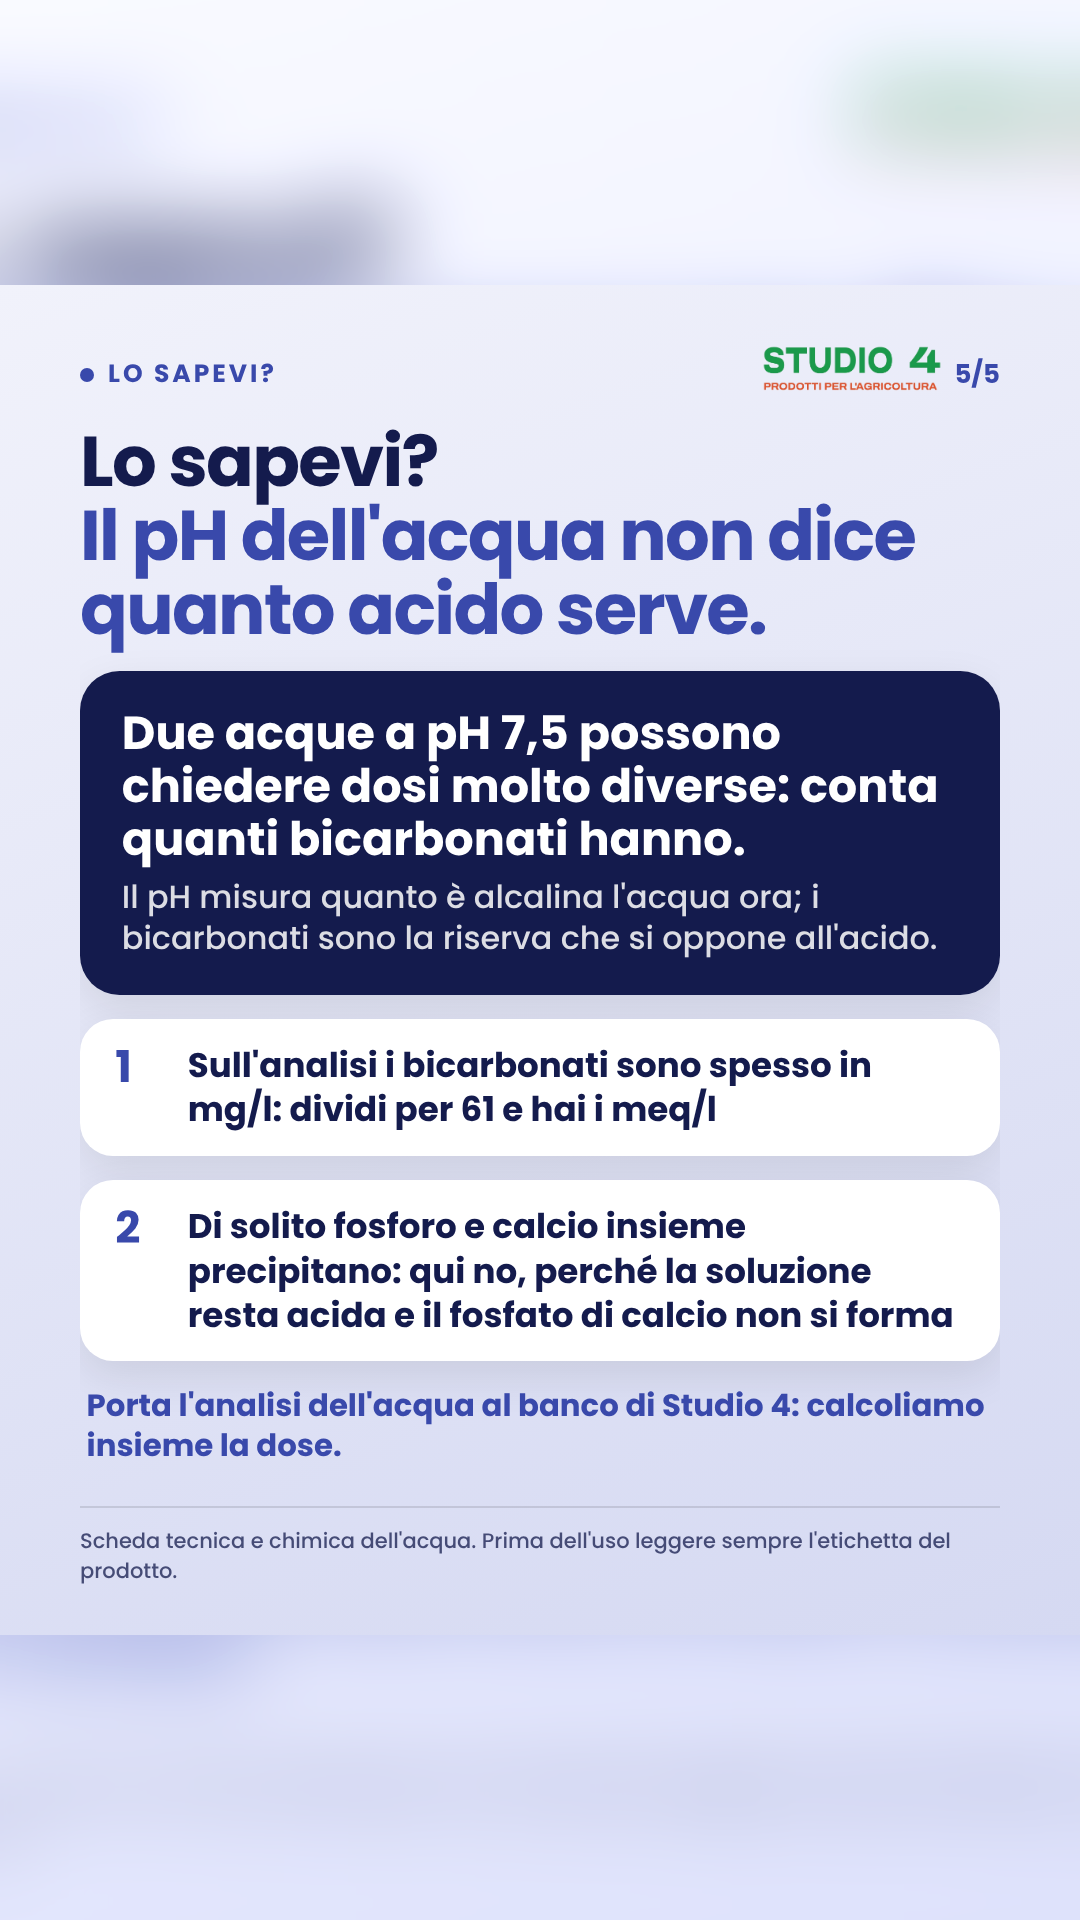 LO SAPEVI?
STUDIO 4
PRODOTTI PER L'AGRICOLTURA
5/5
Lo sapevi?
Il pH dell'acqua non dice
quanto acido serve.
Due acque a pH 7,5 possono
chiedere dosi molto diverse: conta
quanti bicarbonati hanno.
Il pH misura quanto è alcalina l'acqua ora; i
bicarbonati sono la riserva che si oppone all'acido.
1
Sull'analisi i bicarbonati sono spesso in
mg/l: dividi per 61 e hai i meq/l
2
Di solito fosforo e calcio insieme
precipitano: qui no, perché la soluzione
resta acida e il fosfato di calcio non si forma
Porta l'analisi dell'acqua al banco di Studio 4: calcoliamo
insieme la dose.
Scheda tecnica e chimica dell'acqua. Prima dell'uso leggere sempre l'etichetta del
prodotto.